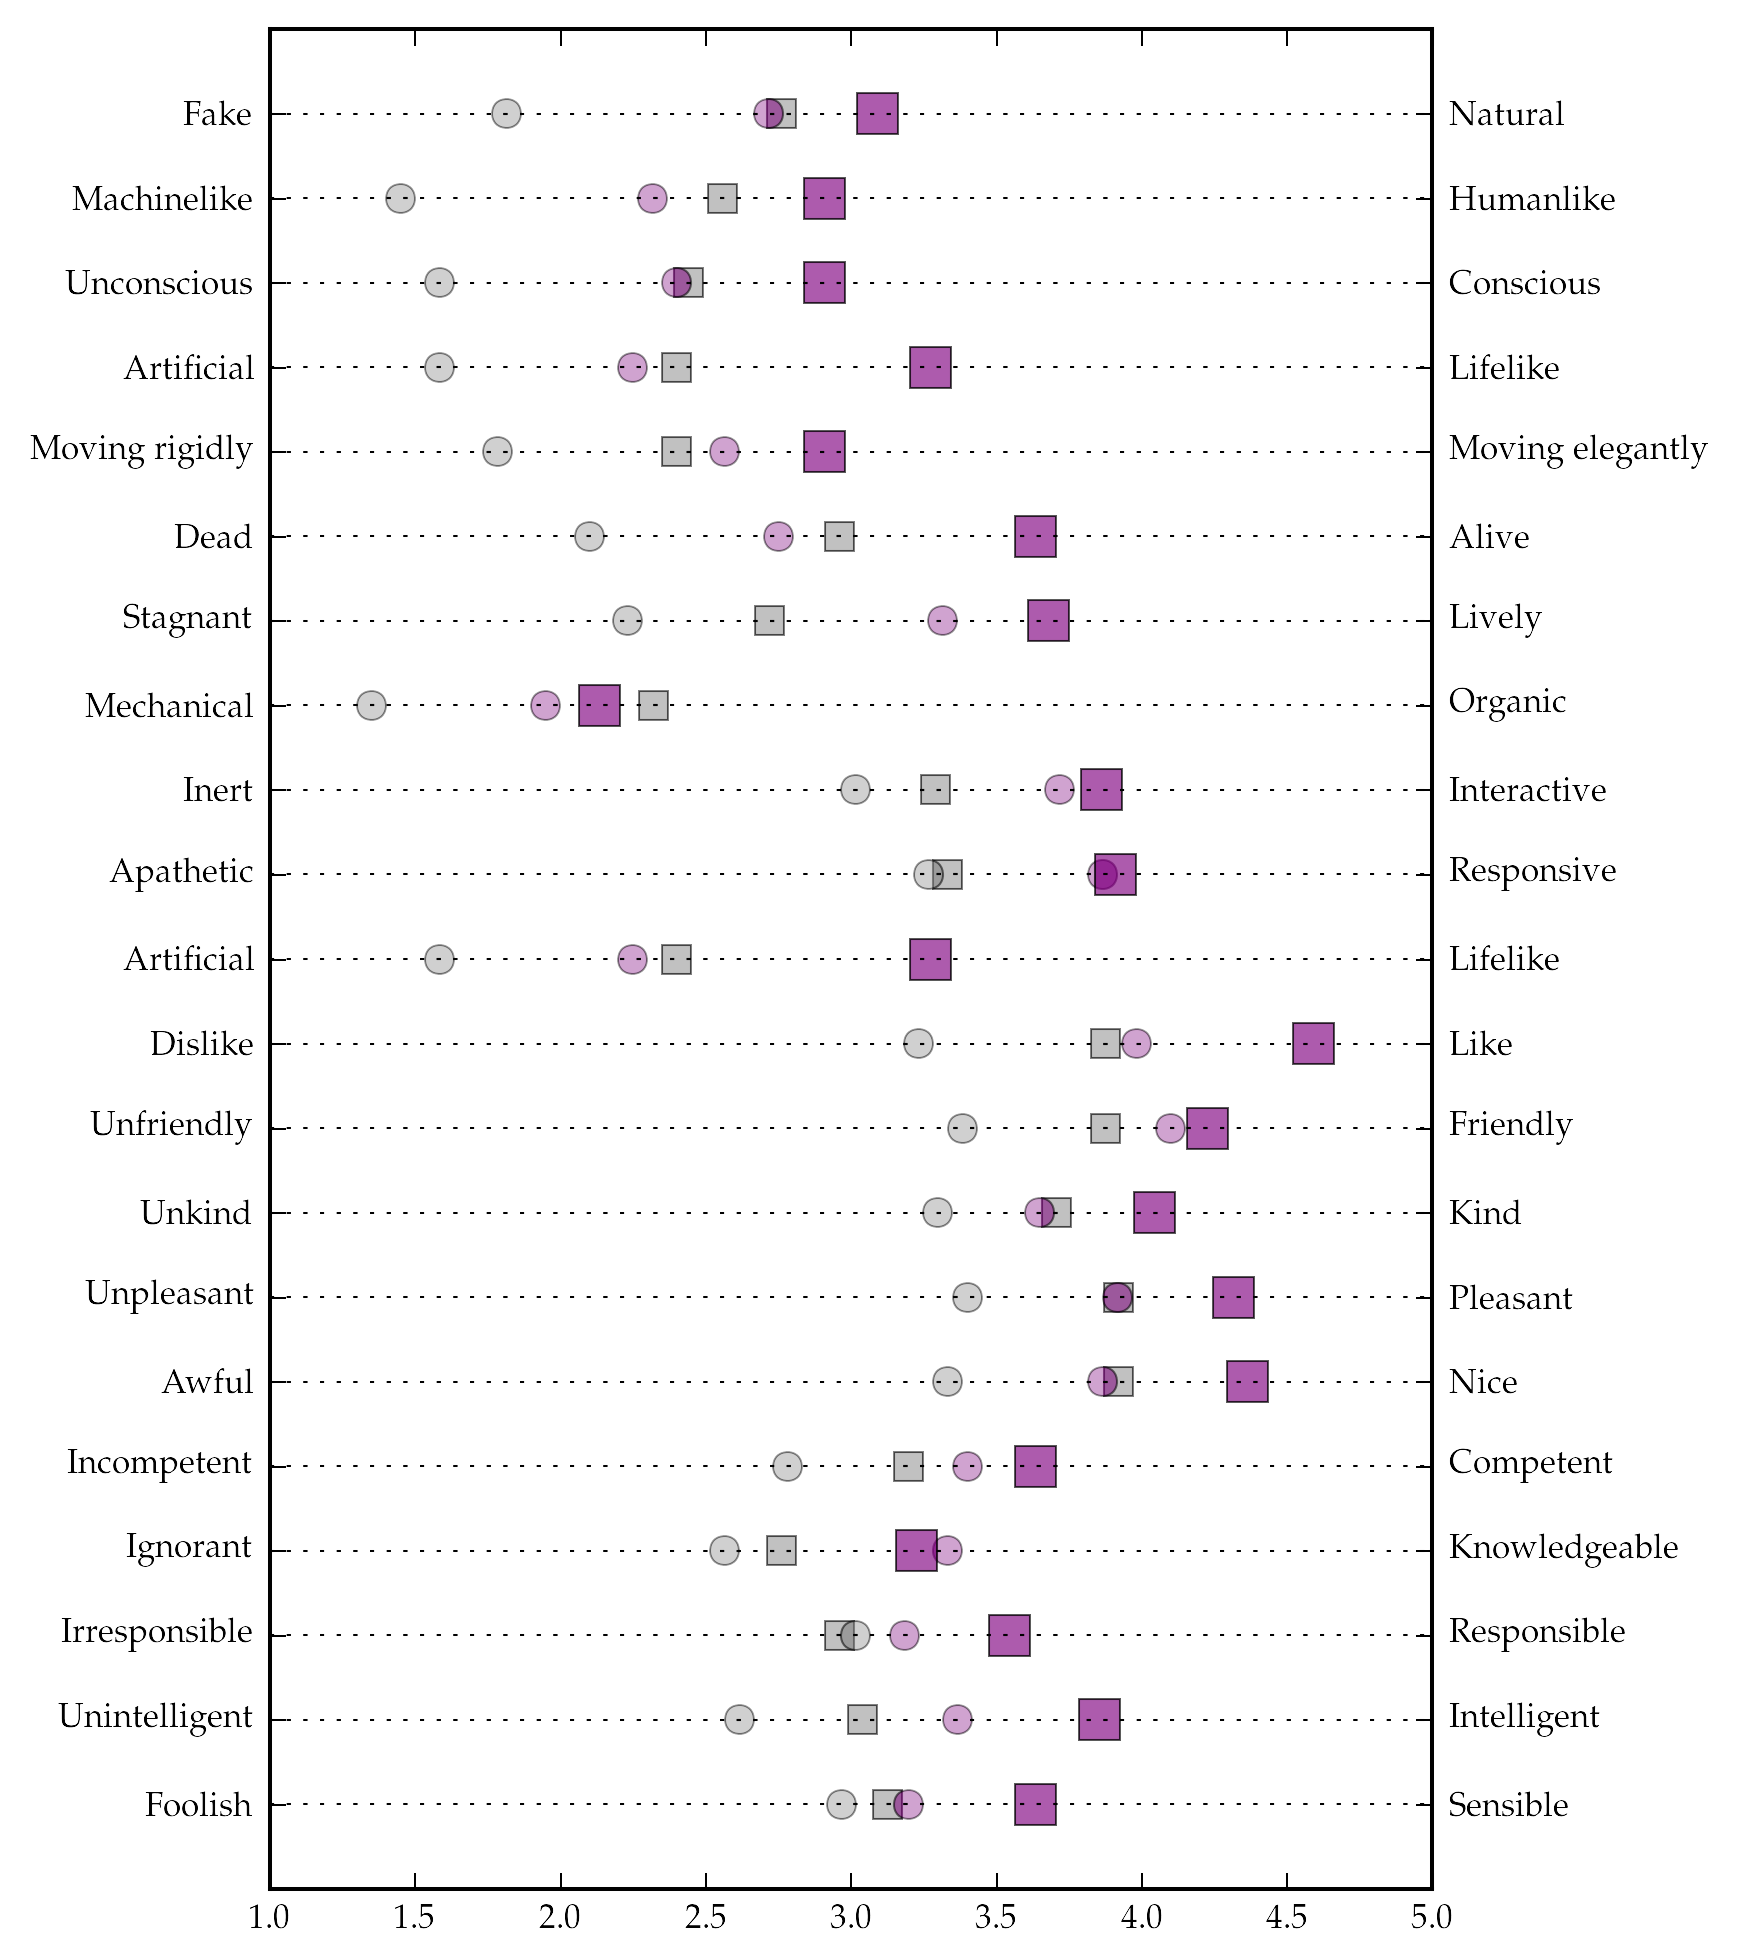 Fake Natural
Machinelike Humanlike
Unconscious Conscious
Artificial Lifelike
Moving rigidly Moving elegantly
Dead Alive
Stagnant Lively
Mechanical Organic
Inert Interactive
Apathetic Responsive
Artificial Lifelike
Dislike Like
Unfriendly Friendly
Unkind Kind
Unpleasant Pleasant
Awful Nice
Incompetent Competent
Ignorant Knowledgeable
Irresponsible Responsible
Unintelligent Intelligent
Foolish Sensible
1.0 1.5 2.0 2.5 3.0 3.5 4.0 4.5 5.0